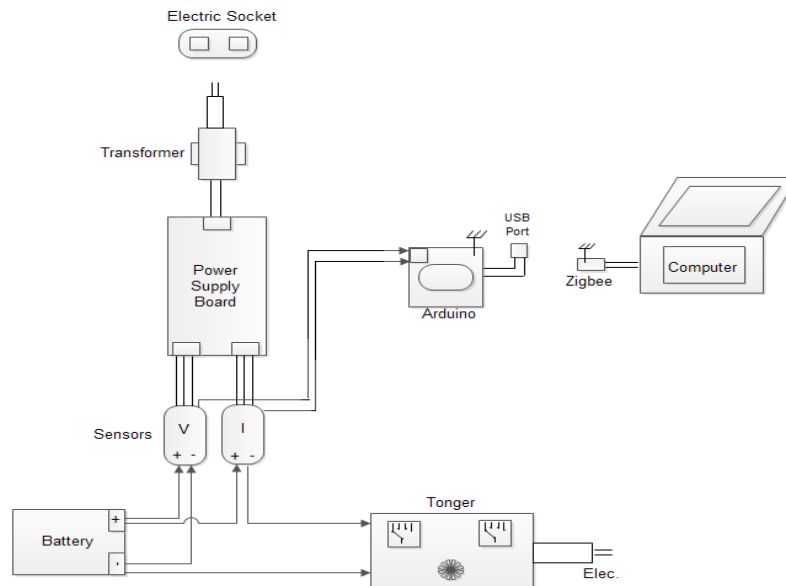 Electric Socket
Transformer
USB
Port
Power
Supply
Board
Computer
Zigbee
Arduino
V
I
Sensors
+ -
+ -
Tonger
+
Battery
-
Elec.